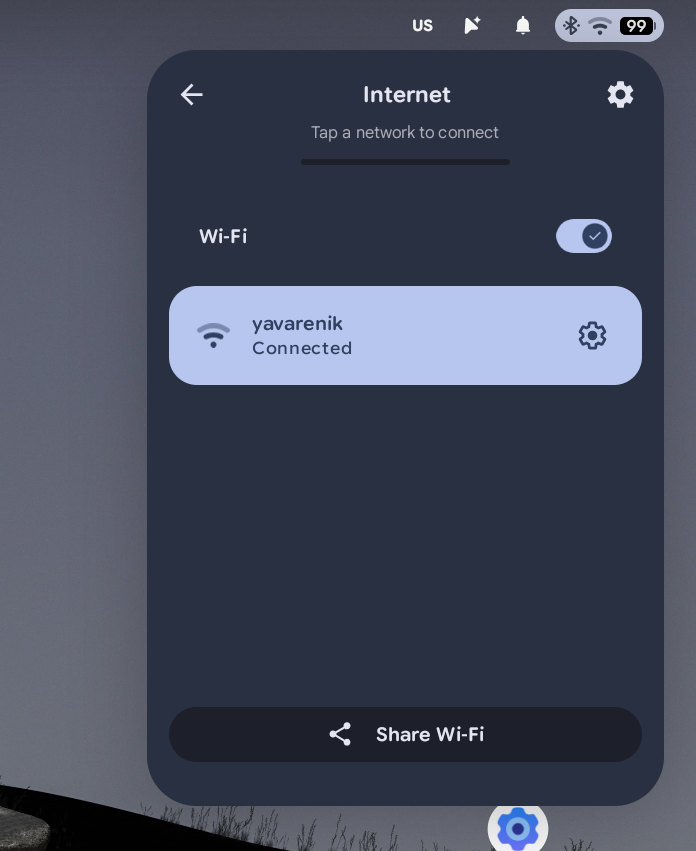 US
99
Internet
Tap a network to connect
Wi-Fi
yavarenik
Connected
Share Wi-Fi